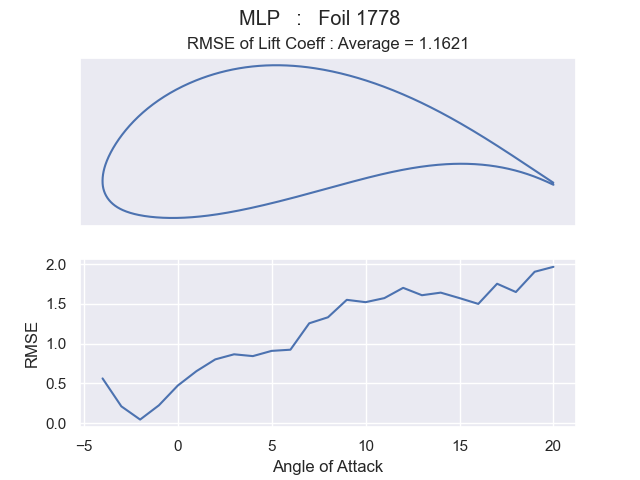 MLP : Foil 1778
RMSE of Lift Coeff : Average = 1.1621
2.0
1.5
1.0
0.5
0.0
RMSE
−5 0 5 10 15 20
Angle of Attack